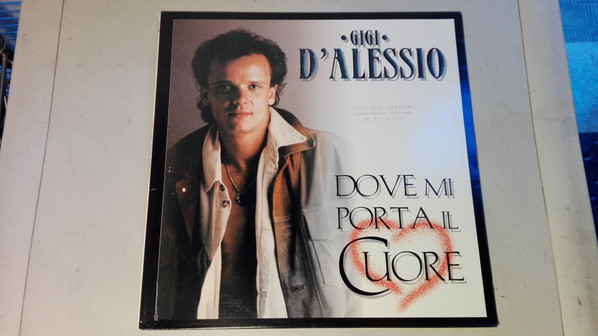 • GIGI •
D'ALESSIO
DOVE MI
PORTA IL
CUORE